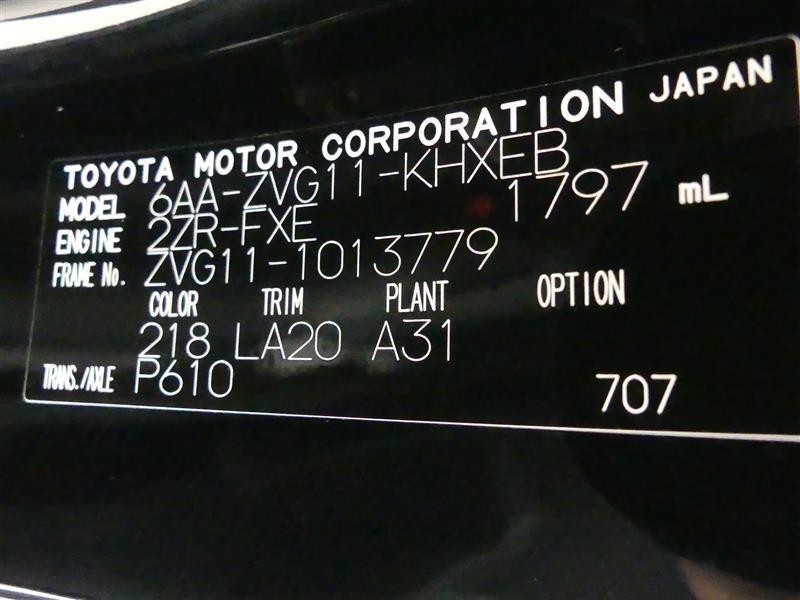 TOYOTA MOTOR CORPORATION JAPAN
MODEL 6AA-ZVG11-KHXEB
ENGINE 2ZR-FXE 1797 mL
FRAME No. ZVG11-1013779
COLOR TRIM PLANT OPTION
218 LA20 A31
TRANS./AXLE P610
707